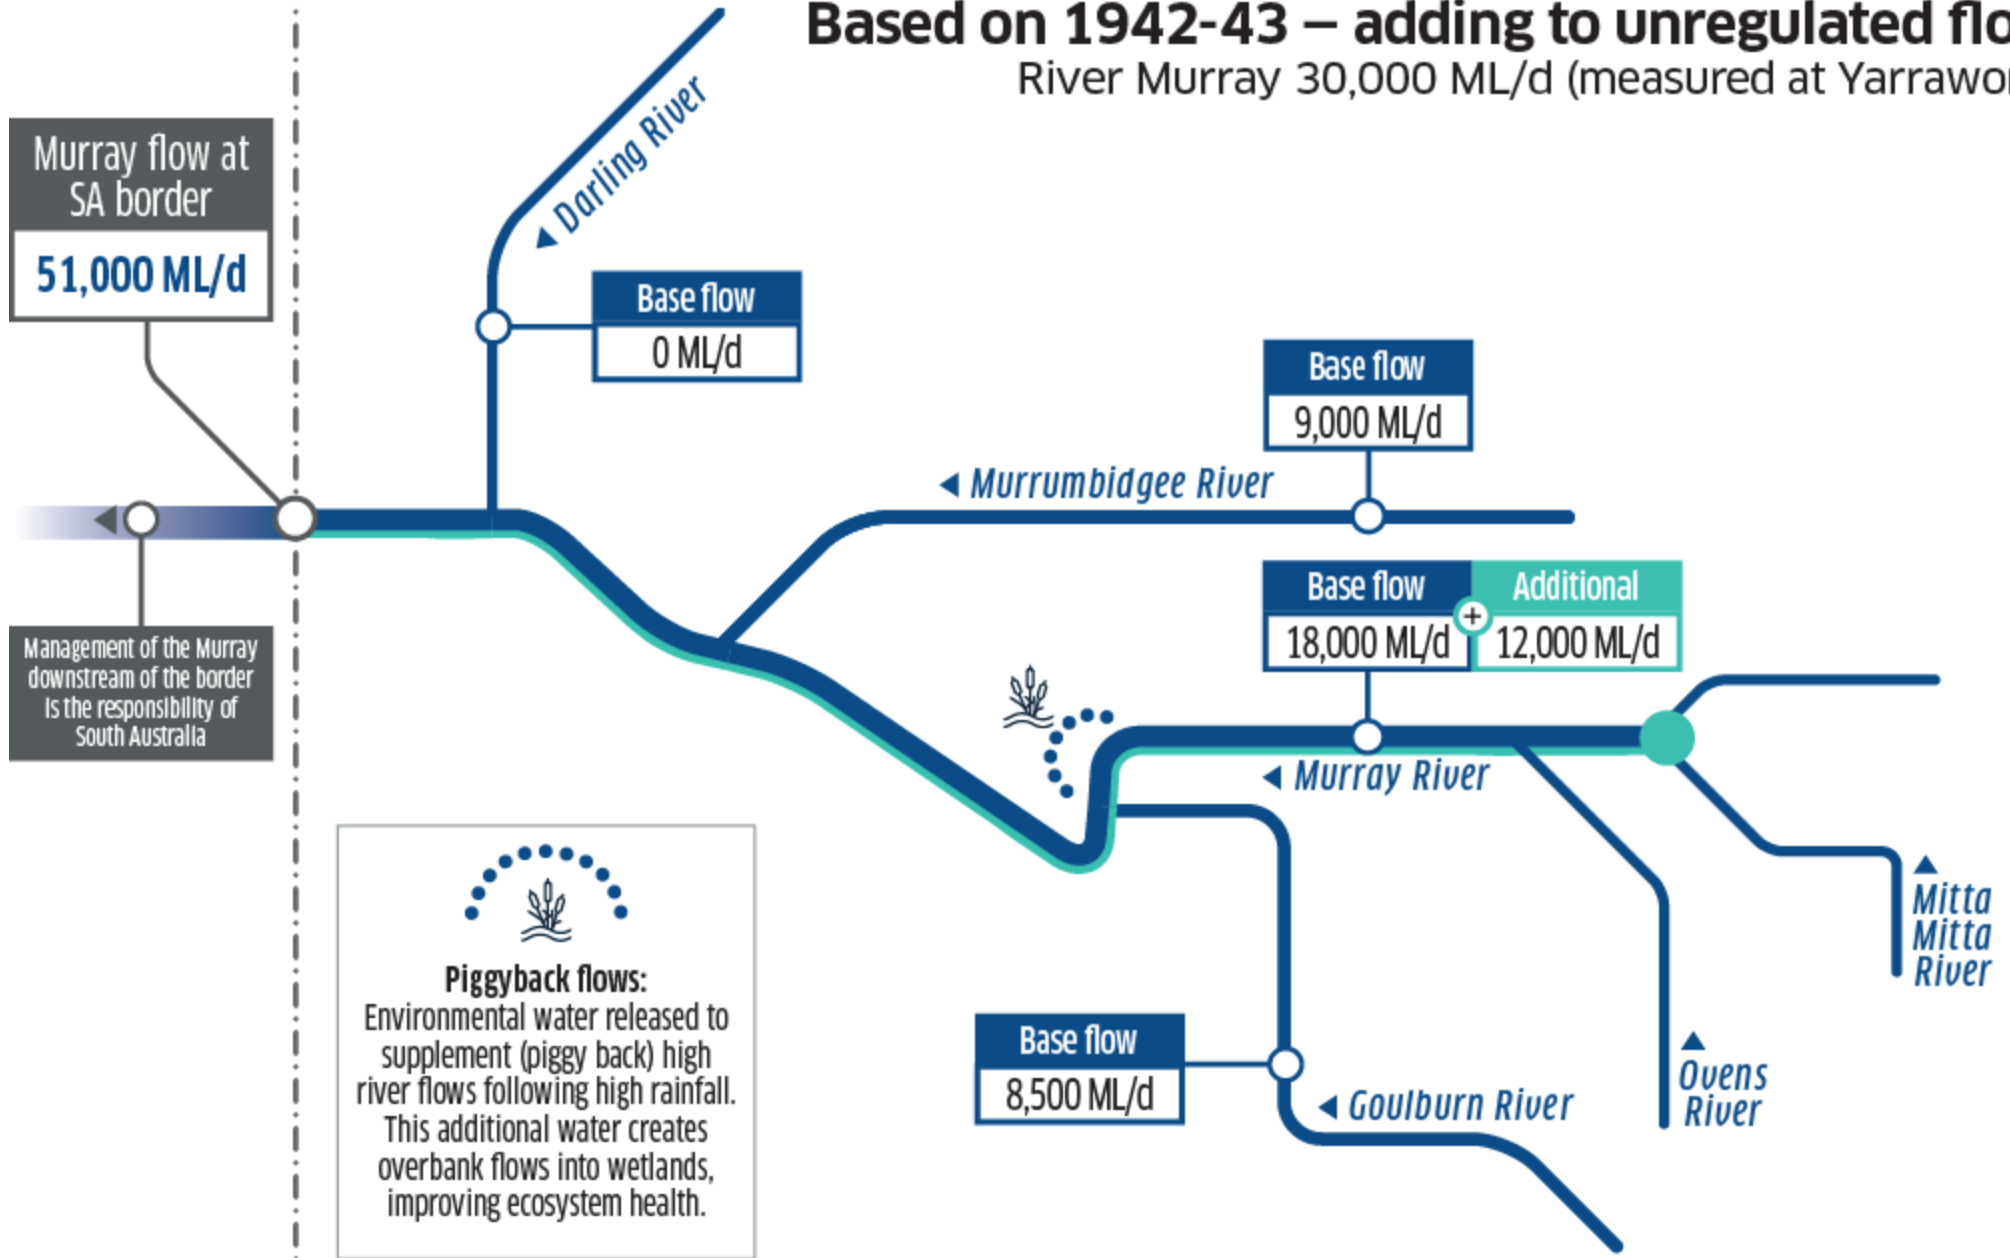 Based on 1942-43 – adding to unregulated flo
River Murray 30,000 ML/d (measured at Yarrawon
Murray flow at
SA border
51,000 ML/d
Darling River
Base flow
0 ML/d
Base flow
9,000 ML/d
Murrumbidgee River
Base flow
18,000 ML/d
+
Additional
12,000 ML/d
Murray River
Management of the Murray
downstream of the border
is the responsibility of
South Australia
Mitta
Mitta
River
Ovens
River
Base flow
8,500 ML/d
Goulburn River
Piggyback flows:
Environmental water released to
supplement (piggy back) high
river flows following high rainfall.
This additional water creates
overbank flows into wetlands,
improving ecosystem health.